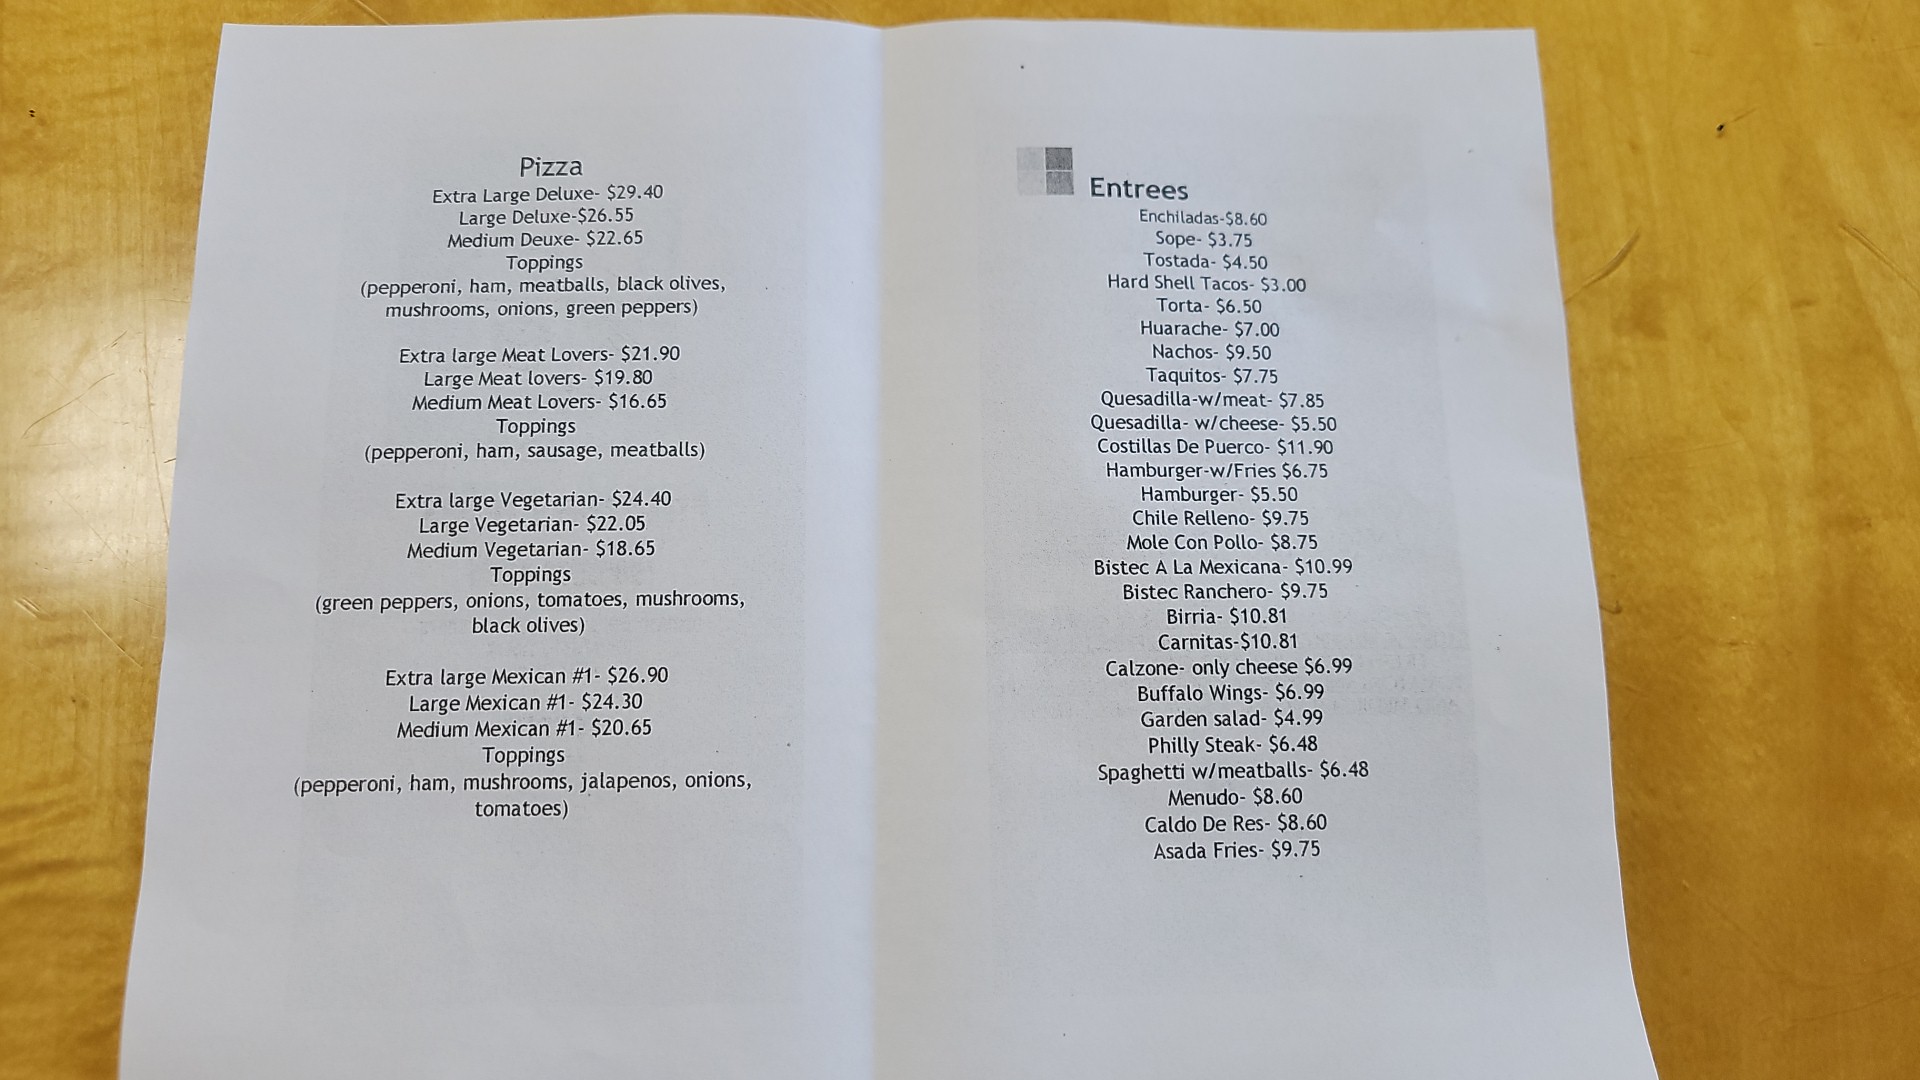 Pizza
Extra Large Deluxe- $29.40
Large Deluxe-$26.55
Medium Deuxe- $22.65
Toppings
(pepperoni, ham, meatballs, black olives,
mushrooms, onions, green peppers)
Extra large Meat Lovers- $21.90
Large Meat lovers- $19.80
Medium Meat Lovers- $16.65
Toppings
(pepperoni, ham, sausage, meatballs)
Extra large Vegetarian- $24.40
Large Vegetarian- $22.05
Medium Vegetarian- $18.65
Toppings
(green peppers, onions, tomatoes, mushrooms,
black olives)
Extra large Mexican #1- $26.90
Large Mexican #1- $24.30
Medium Mexican #1- $20.65
Toppings
(pepperoni, ham, mushrooms, jalapenos, onions,
tomatoes)
Entrees
Enchiladas-$8.60
Sope- $3.75
Tostada- $4.50
Hard Shell Tacos- $3.00
Torta- $6.50
Huarache- $7.00
Nachos- $9.50
Taquitos- $7.75
Quesadilla-w/meat- $7.85
Quesadilla- w/cheese- $5.50
Costillas De Puerco- $11.90
Hamburger-w/Fries $6.75
Hamburger- $5.50
Chile Relleno- $9.75
Mole Con Pollo- $8.75
Bistec A La Mexicana- $10.99
Bistec Ranchero- $9.75
Birria- $10.81
Carnitas-$10.81
Calzone- only cheese $6.99
Buffalo Wings- $6.99
Garden salad- $4.99
Philly Steak- $6.48
Spaghetti w/meatballs- $6.48
Menudo- $8.60
Caldo De Res- $8.60
Asada Fries- $9.75